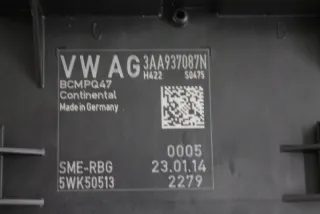 VW AG 3AA937087N
BCMPQ47 H422 S0475
Continental
Made in Germany
0005
SME-RBG 23.01.14
5WK50513 2279